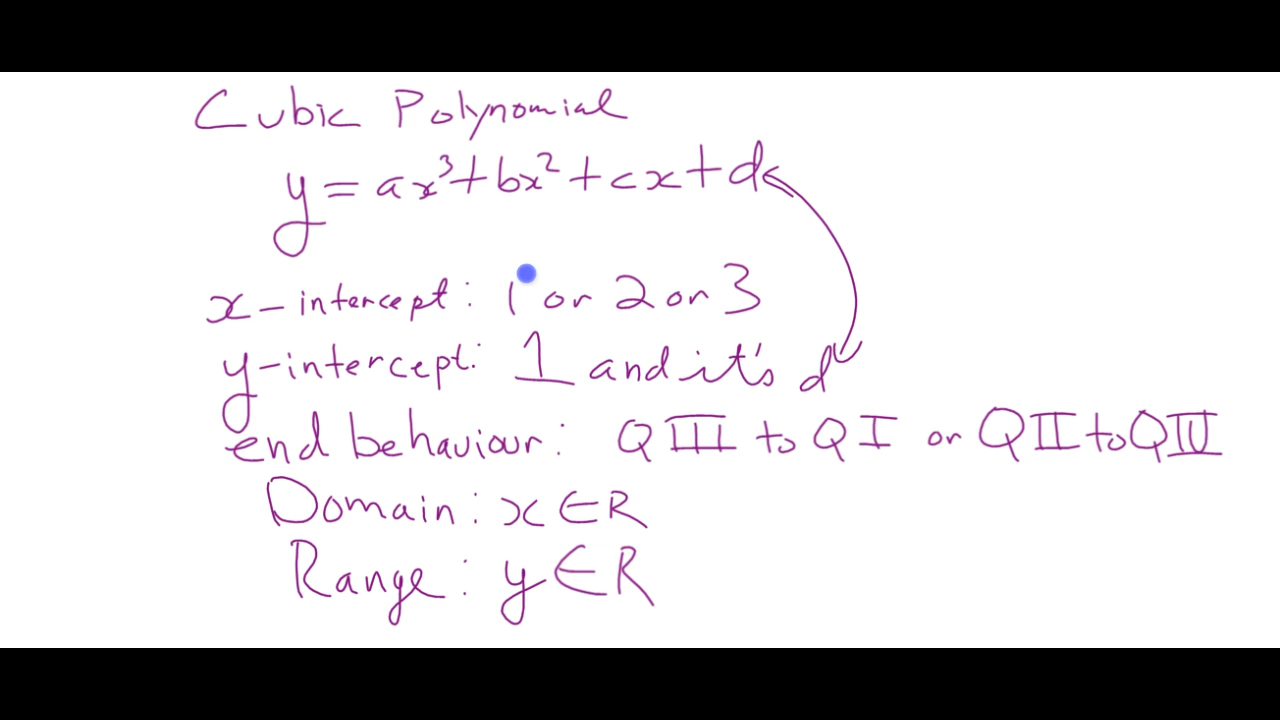 Cubic Polynomial
y = ax³ + bx² + cx + d
x-intercept: 1 or 2 or 3
y-intercept: 1 and it's d
end behaviour: QIII to QI or QII to QIV
Domain: x ∈ R
Range: y ∈ R